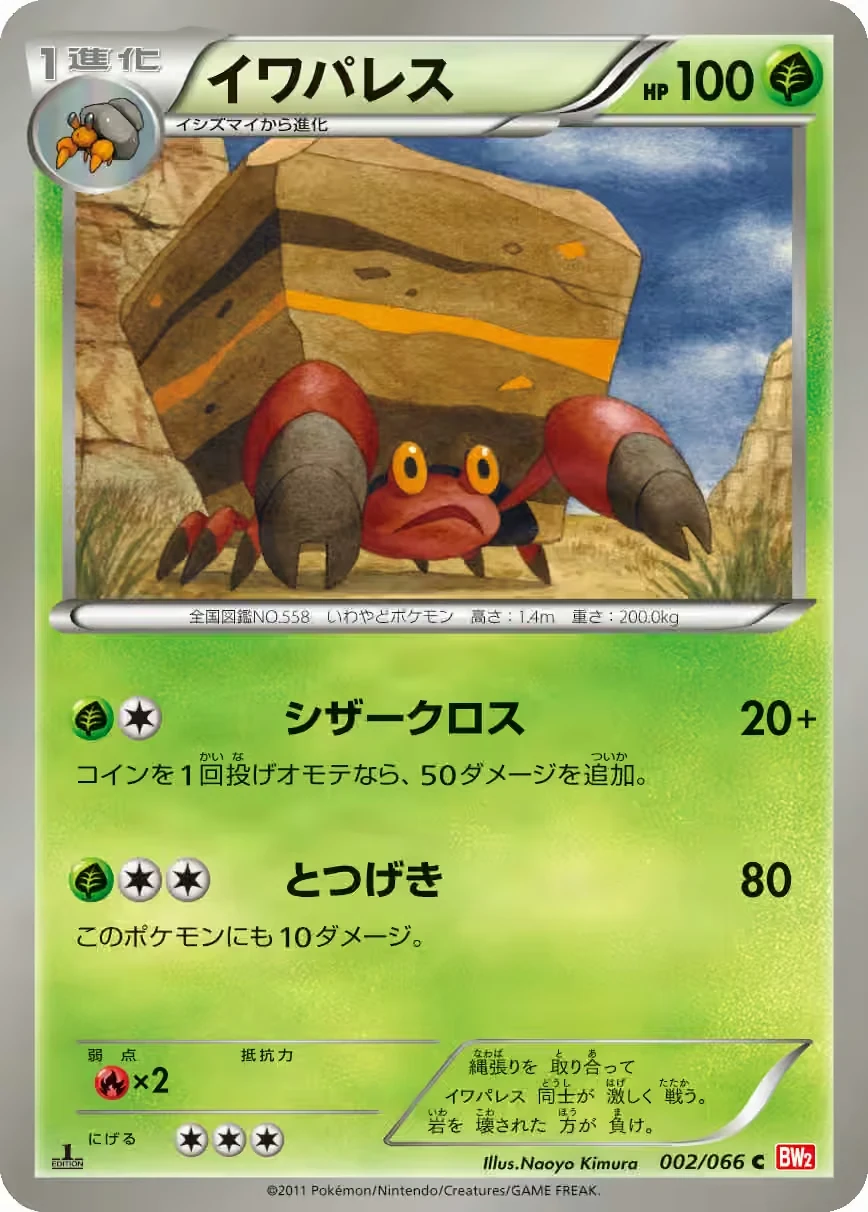 1進化
イワパレス
HP 100
イシズマイから進化
全国図鑑NO.558 いわやどポケモン 高さ：1.4m 重さ：200.0kg
シザークロス 20+
コインを1回投げオモテなら、50ダメージを追加。
とつげき 80
このポケモンにも10ダメージ。
弱点 抵抗力
×2
にげる
縄張りを 取り合って
イワパレス 同士が 激しく 戦う。
岩を 壊された 方が 負け。
1 EDITION
Illus.Naoyo Kimura 002/066 C BW2
©2011 Pokémon/Nintendo/Creatures/GAME FREAK.